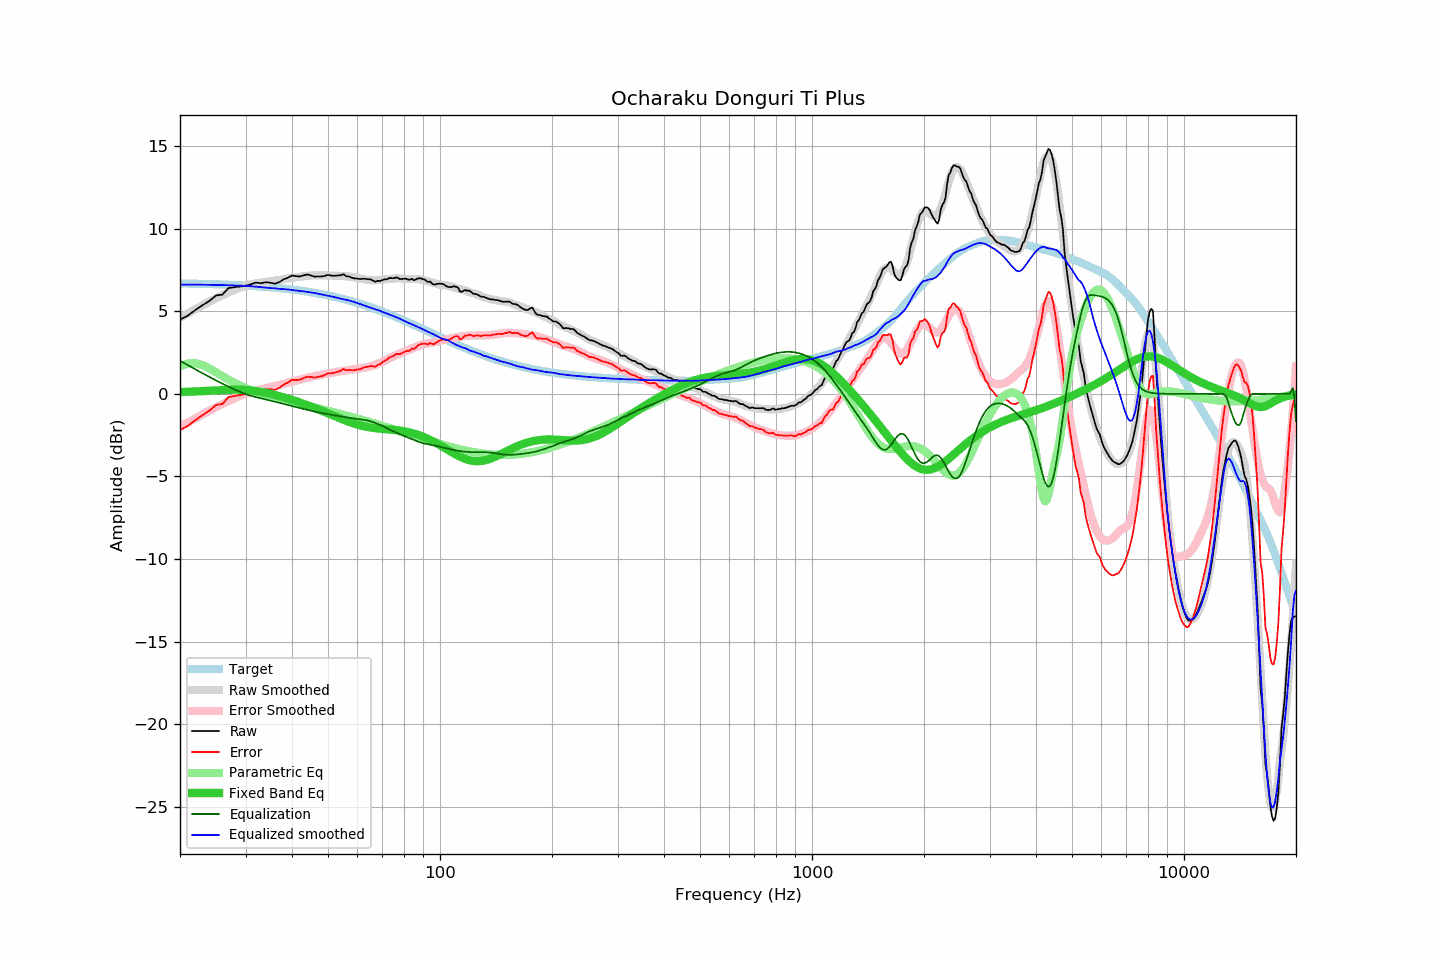 Ocharaku Donguri Ti Plus
15
10
5
0
−5
−10
−15
−20
−25
Amplitude (dBr)
Target
Raw Smoothed
Error Smoothed
Raw
Error
Parametric Eq
Fixed Band Eq
Equalization
Equalized smoothed
100
1000
10000
Frequency (Hz)